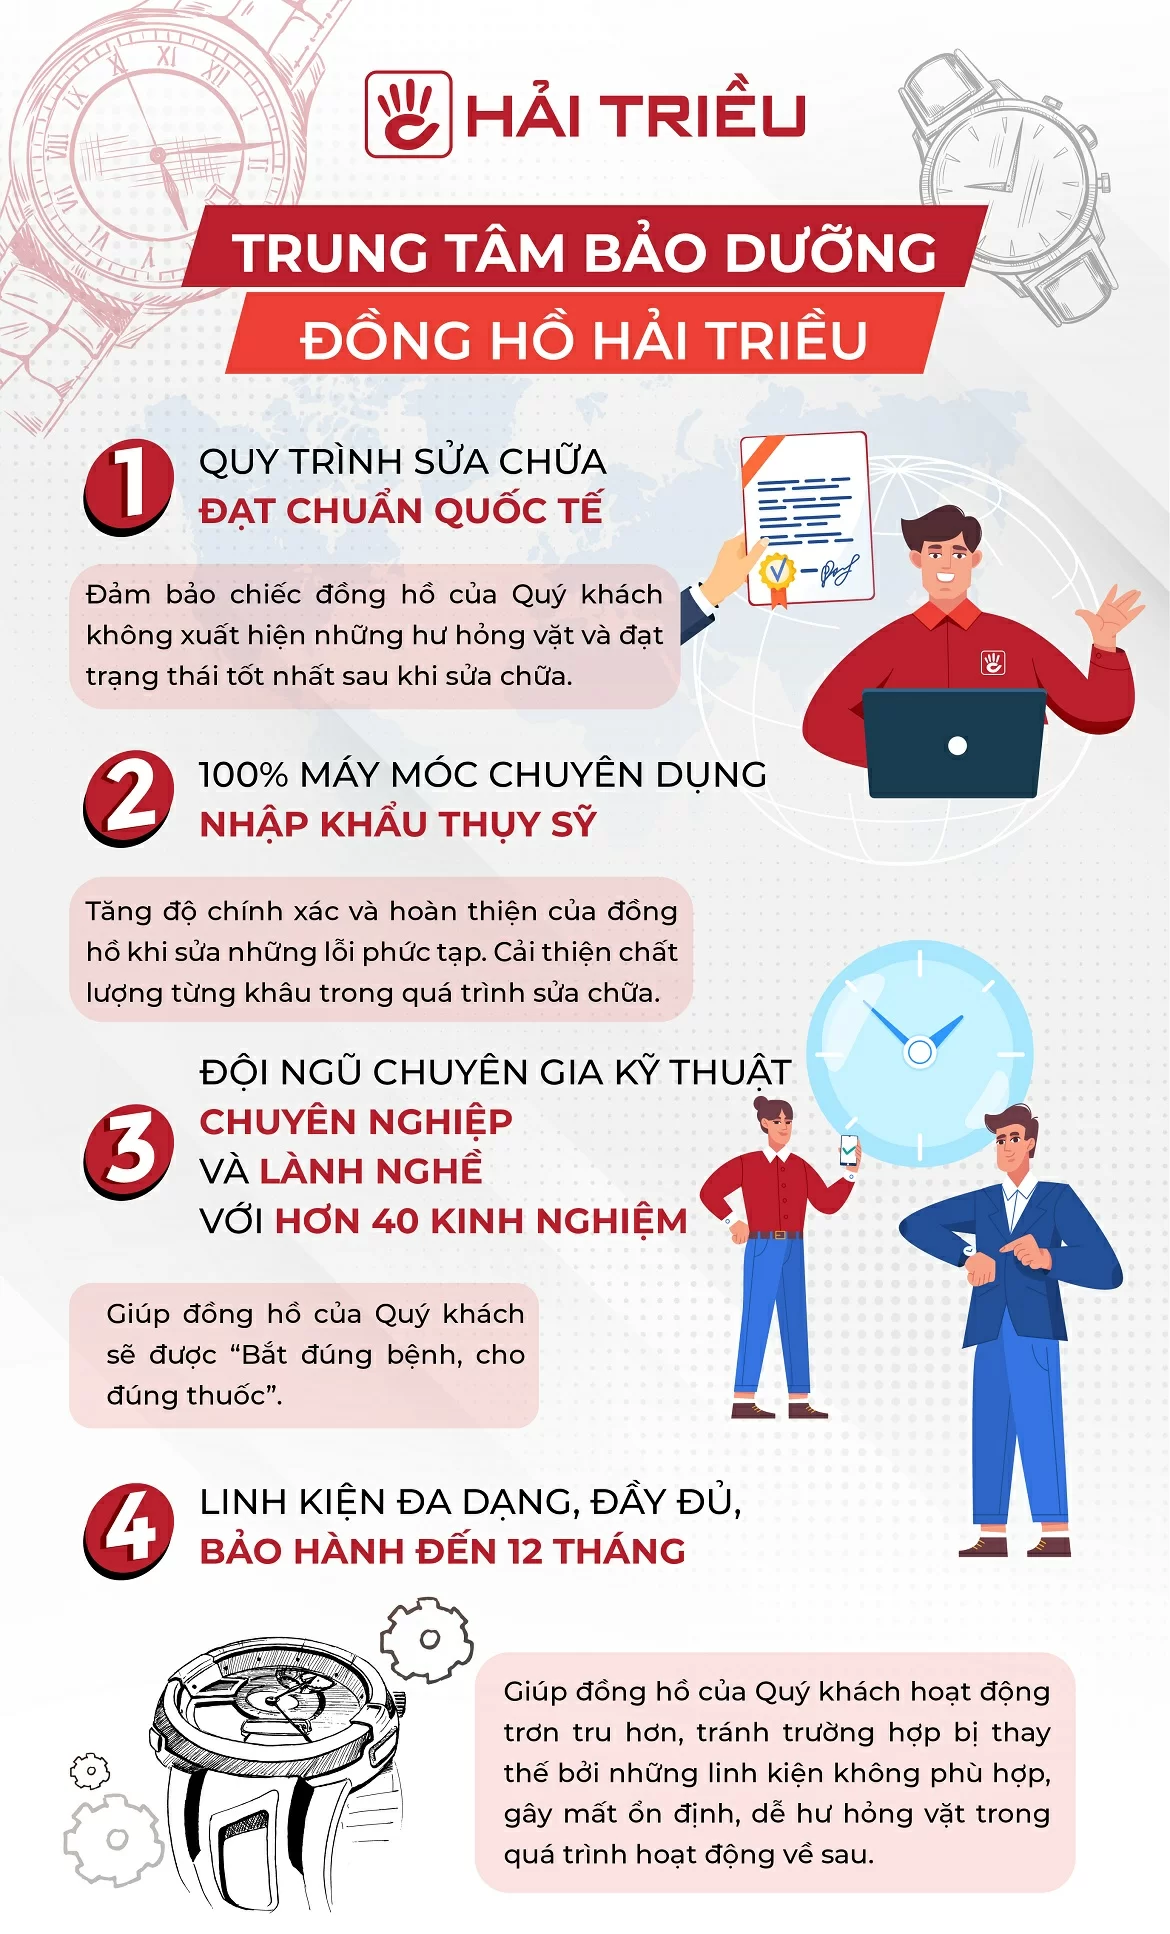 HẢI TRIỀU
TRUNG TÂM BẢO DƯỠNG
ĐỒNG HỒ HẢI TRIỀU
1
QUY TRÌNH SỬA CHỮA
ĐẠT CHUẨN QUỐC TẾ
Đảm bảo chiếc đồng hồ của Quý khách
không xuất hiện những hư hỏng vặt và đạt
trạng thái tốt nhất sau khi sửa chữa.
2
100% MÁY MÓC CHUYÊN DỤNG
NHẬP KHẨU THỤY SỸ
Tăng độ chính xác và hoàn thiện của đồng
hồ khi sửa những lỗi phức tạp. Cải thiện chất
lượng từng khâu trong quá trình sửa chữa.
3
ĐỘI NGŨ CHUYÊN GIA KỸ THUẬT
CHUYÊN NGHIỆP
VÀ LÀNH NGHỀ
VỚI HƠN 40 KINH NGHIỆM
Giúp đồng hồ của Quý khách
sẽ được “Bắt đúng bệnh, cho
đúng thuốc”.
4
LINH KIỆN ĐA DẠNG, ĐẦY ĐỦ,
BẢO HÀNH ĐẾN 12 THÁNG
Giúp đồng hồ của Quý khách hoạt động
trơn tru hơn, tránh trường hợp bị thay
thế bởi những linh kiện không phù hợp,
gây mất ổn định, dễ hư hỏng vặt trong
quá trình hoạt động về sau.